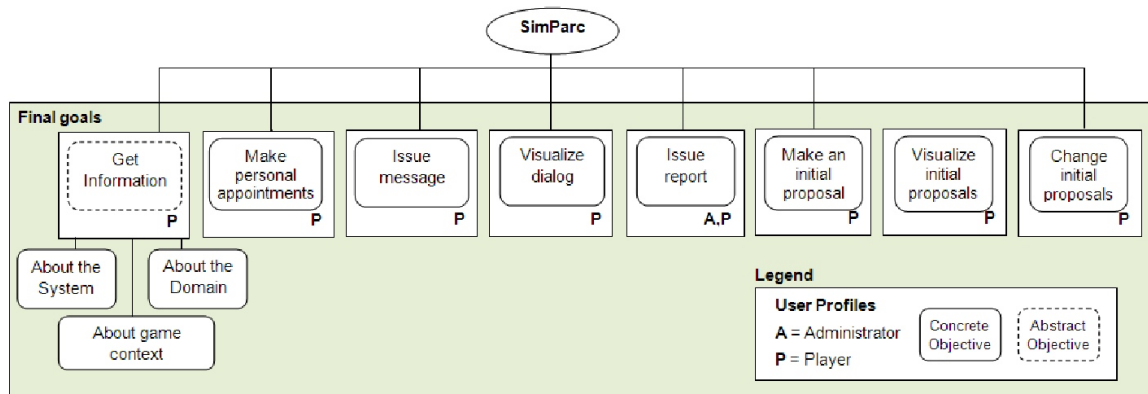 SimParc
Final goals
Get
Information
P
Make
personal
appointments
P
Issue
message
P
Visualize
dialog
P
Issue
report
A,P
Make an
initial
proposal
P
Visualize
initial
proposals
P
Change
initial
proposals
P
About the
System
About the
Domain
About game
context
Legend
User Profiles
A = Administrator
P = Player
Concrete
Objective
Abstract
Objective